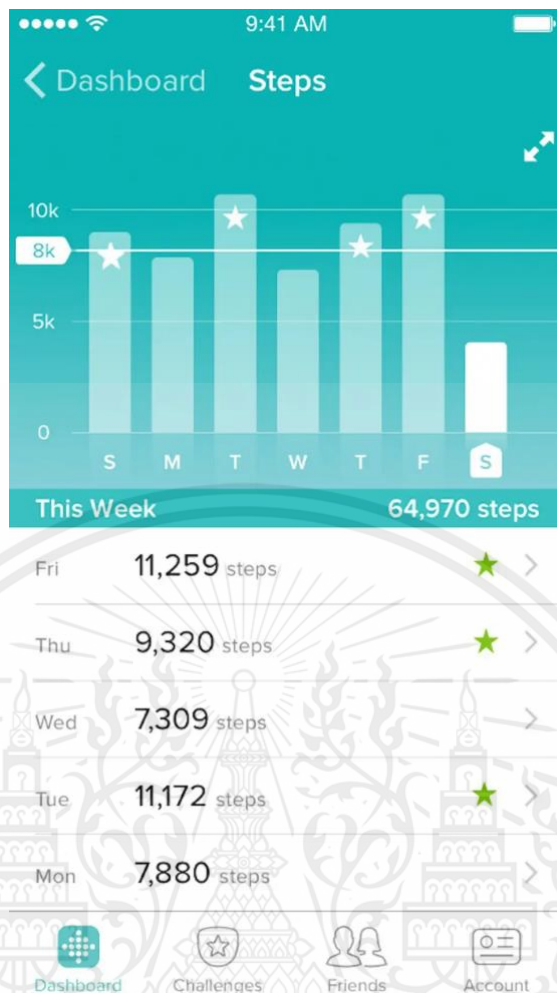 9:41 AM
Dashboard Steps
10k
8k
5k
0
S M T W T F S
This Week 64,970 steps
Fri 11,259 steps
Thu 9,320 steps
Wed 7,309 steps
Tue 11,172 steps
Mon 7,880 steps
Dashboard Challenges Friends Account